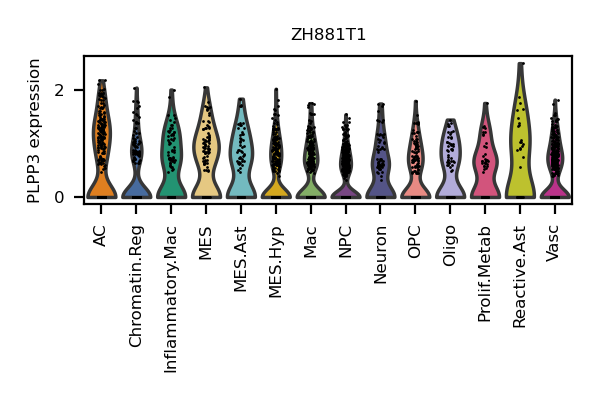 ZH881T1
PLPP3 expression
2
0
AC
Chromatin.Reg
Inflammatory.Mac
MES
MES.Ast
MES.Hyp
Mac
NPC
Neuron
OPC
Oligo
Prolif.Metab
Reactive.Ast
Vasc